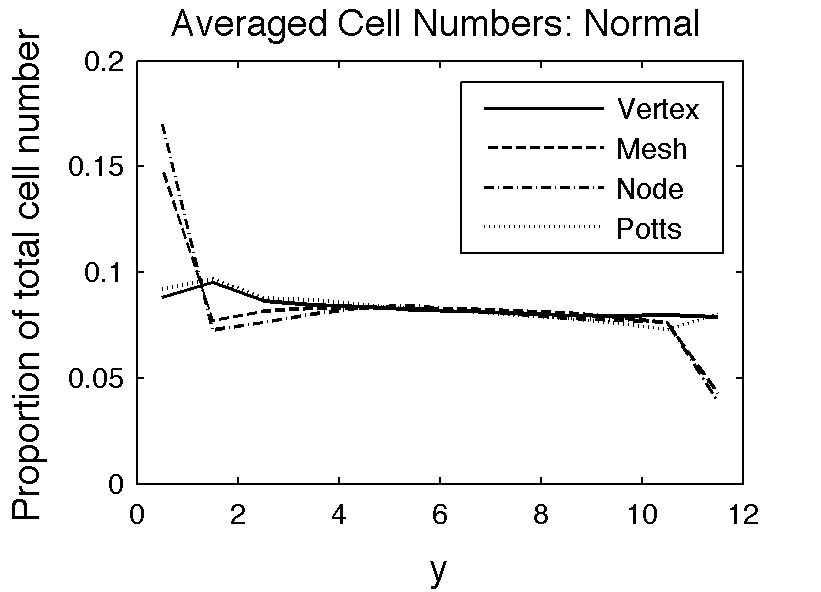 Averaged Cell Numbers: Normal
Proportion of total cell number
0.2
0.15
0.1
0.05
0
Vertex
Mesh
Node
Potts
0 2 4 6 8 10 12
y